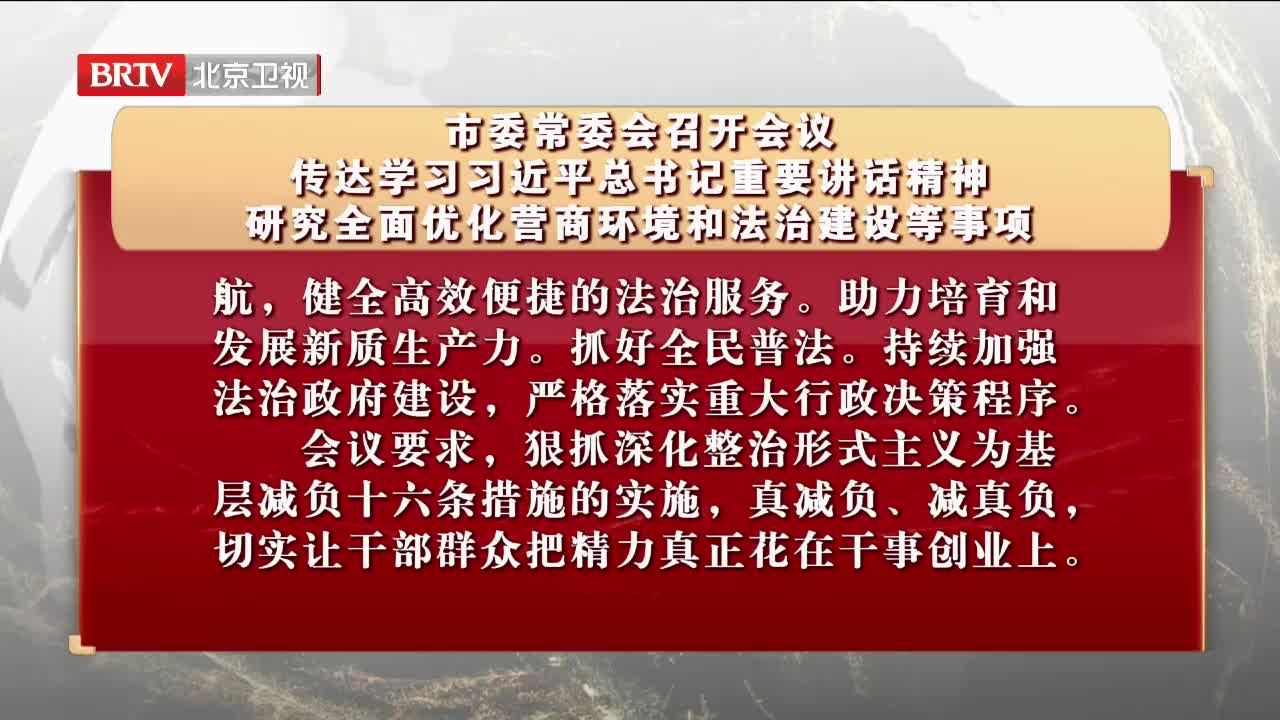 BRTV 北京卫视
市委常委会召开会议
传达学习习近平总书记重要讲话精神
研究全面优化营商环境和法治建设等事项
航，健全高效便捷的法治服务。助力培育和
发展新质生产力。抓好全民普法。持续加强
法治政府建设，严格落实重大行政决策程序。
会议要求，狠抓深化整治形式主义为基
层减负十六条措施的实施，真减负、减真负，
切实让干部群众把精力真正花在干事创业上。